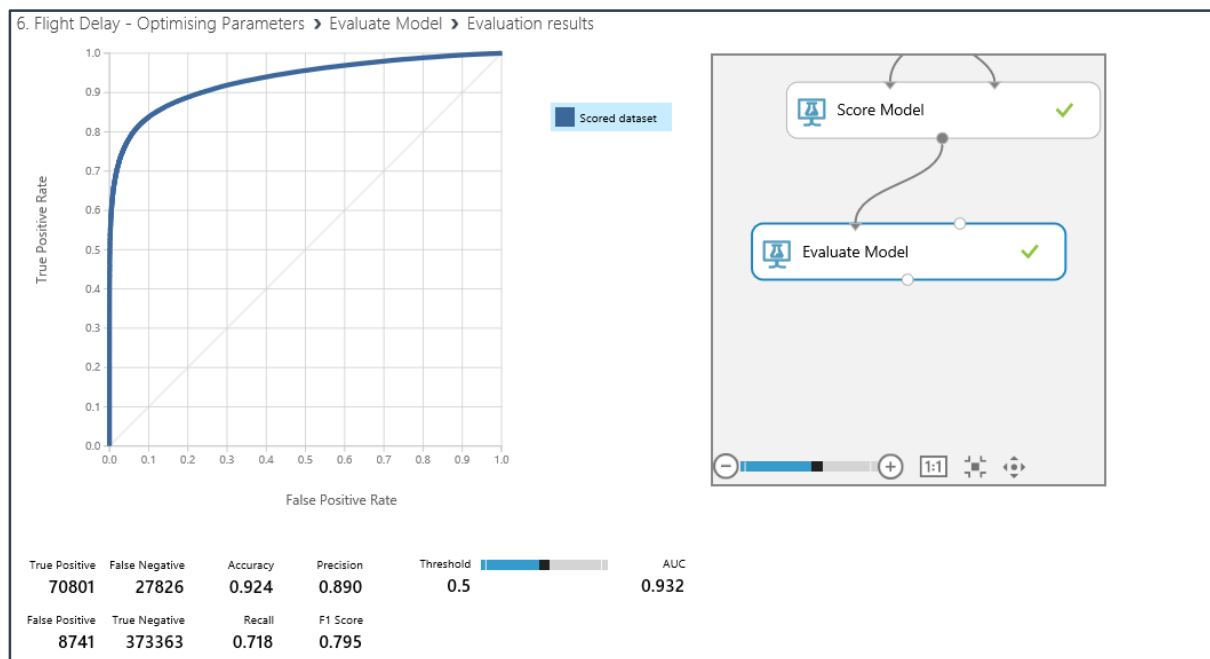 6. Flight Delay - Optimising Parameters ❯ Evaluate Model ❯ Evaluation results
1.0
0.9
0.8
0.7
0.6
0.5
0.4
0.3
0.2
0.1
0.0
True Positive Rate
0.0 0.1 0.2 0.3 0.4 0.5 0.6 0.7 0.8 0.9 1.0
False Positive Rate
Scored dataset
Score Model
Evaluate Model
1:1
True Positive False Negative Accuracy Precision Threshold AUC
70801 27826 0.924 0.890 0.5 0.932
False Positive True Negative Recall F1 Score
8741 373363 0.718 0.795